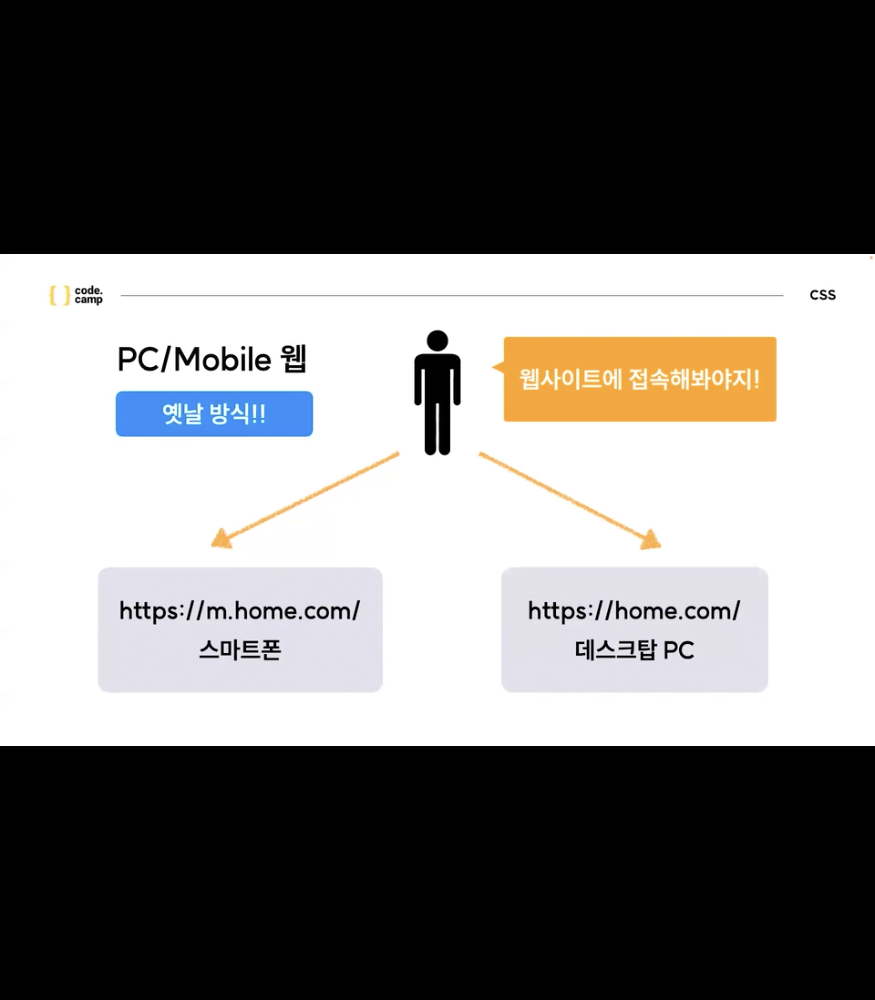 { } code.
camp
CSS
PC/Mobile 웹
옛날 방식!!
웹사이트에 접속해봐야지!
https://m.home.com/
스마트폰
https://home.com/
데스크탑 PC